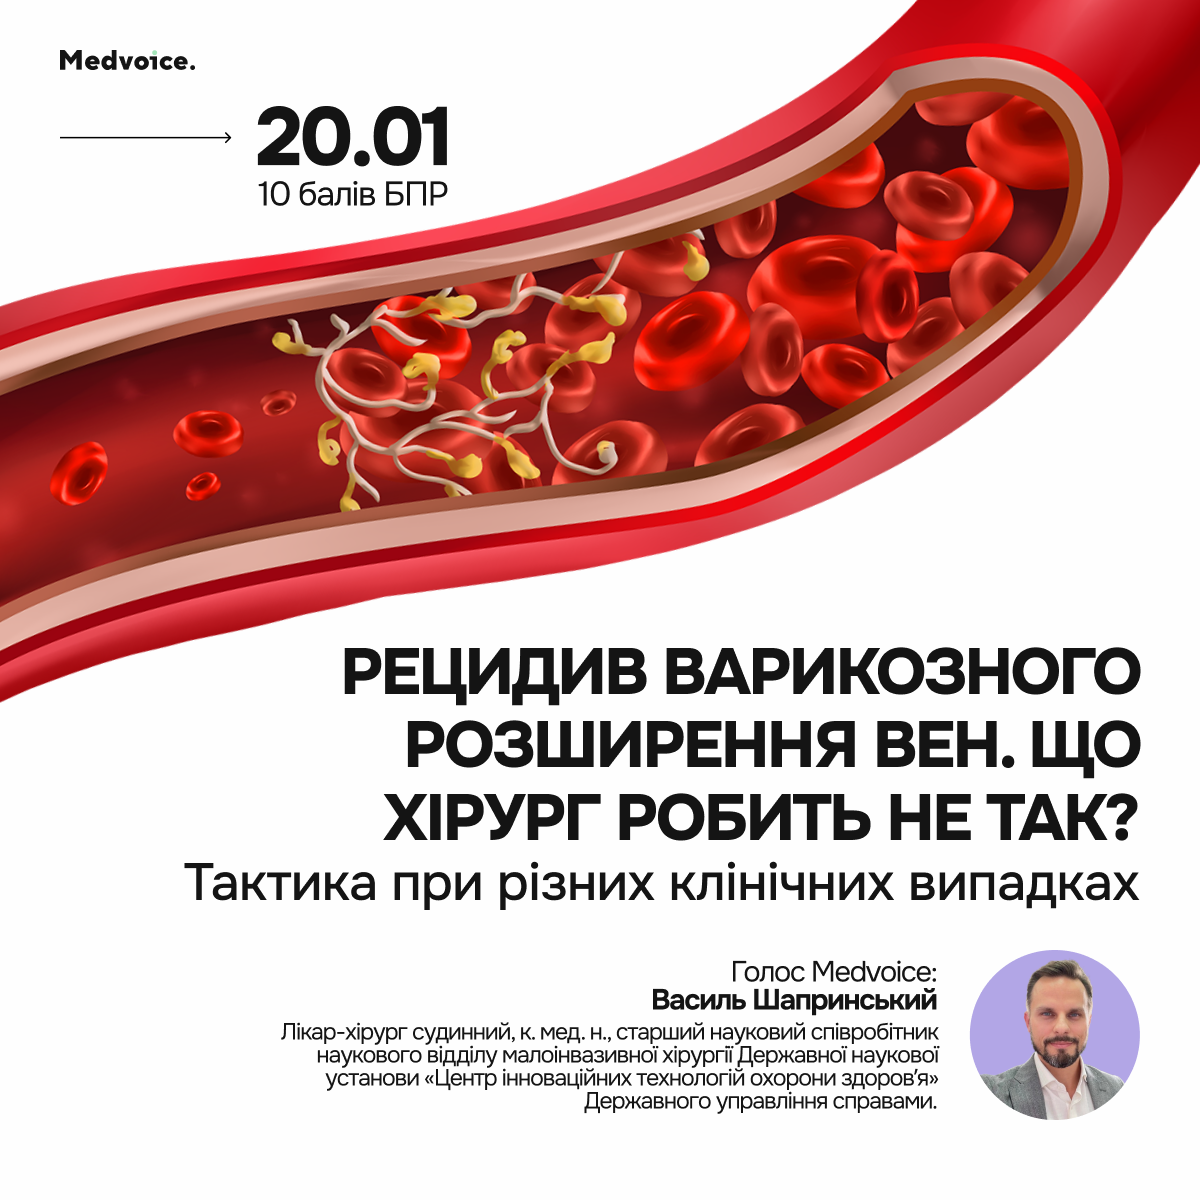 Medvoice.
20.01
10 балів БПР
РЕЦИДИВ ВАРИКОЗНОГО
РОЗШИРЕННЯ ВЕН. ЩО
ХІРУРГ РОБИТЬ НЕ ТАК?
Тактика при різних клінічних випадках
Голос Medvoice:
Василь Шапринський
Лікар-хірург судинний, к. мед. н., старший науковий співробітник
наукового відділу малоінвазивної хірургії Державної наукової
установи «Центр інноваційних технологій охорони здоров’я»
Державного управління справами.